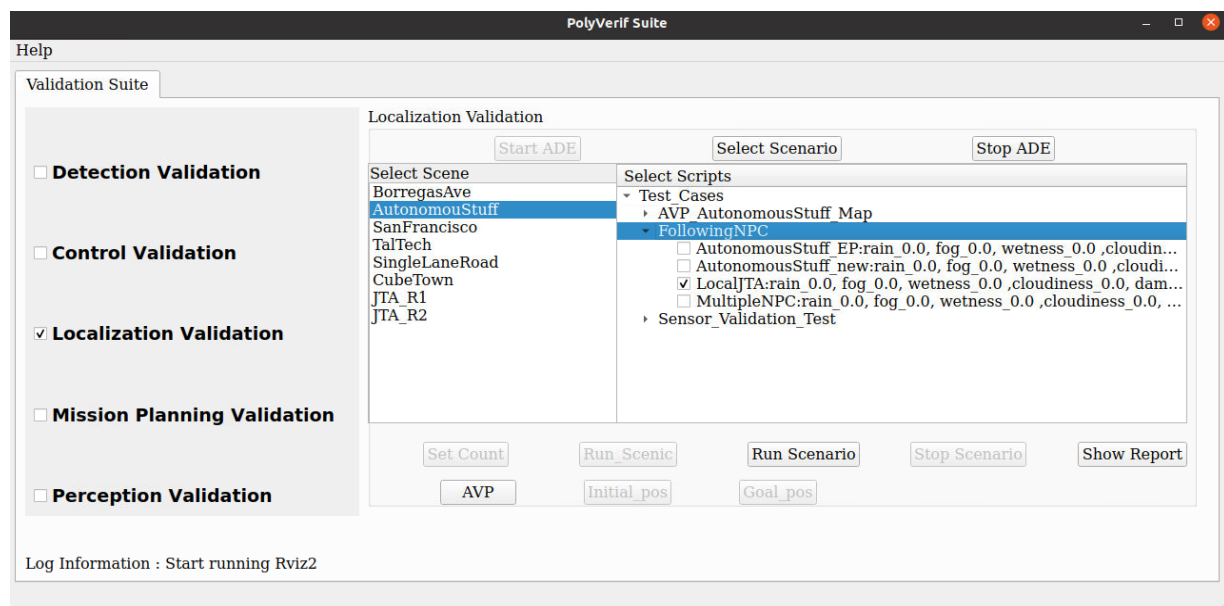 PolyVerif Suite
Help
Validation Suite
Detection Validation
Control Validation
Localization Validation
Mission Planning Validation
Perception Validation
Localization Validation
Start ADE
Select Scenario
Stop ADE
Select Scene
BorregasAve
AutonomouStuff
SanFrancisco
TalTech
SingleLaneRoad
CubeTown
JTA_R1
JTA_R2
Select Scripts
Test_Cases
AVP_AutonomousStuff_Map
FollowingNPC
AutonomousStuff_EP:rain_0.0, fog_0.0, wetness_0.0 ,cloudin...
AutonomousStuff_new:rain_0.0, fog_0.0, wetness_0.0 ,cloudi...
LocalJTA:rain_0.0, fog_0.0, wetness_0.0 ,cloudiness_0.0, dam...
MultipleNPC:rain_0.0, fog_0.0, wetness_0.0 ,cloudiness_0.0, ...
Sensor_Validation_Test
Set Count
Run_Scenic
Run Scenario
Stop Scenario
Show Report
AVP
Initial_pos
Goal_pos
Log Information : Start running Rviz2